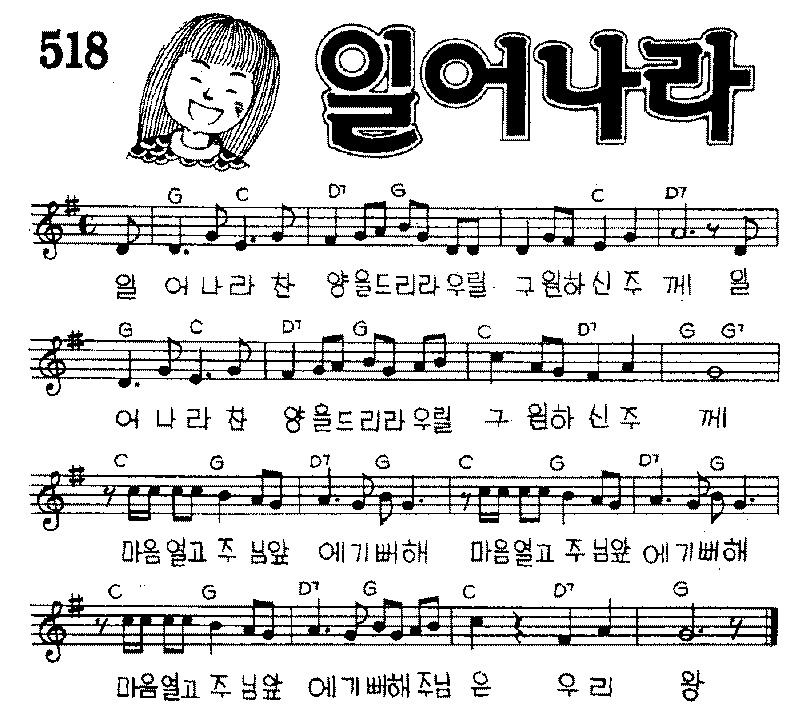 518
일어나라
G C D7 G C D7
일 어 나 라 찬 양을드리라우릴 구원하신 주 께 일
G C D7 G C D7 G G7
어 나 라 찬 양을드리라우릴 구 원하 신주 께
C G D7 G C G D7 G
마음열고 주 님앞 에기뻐해 마음열고 주님앞 에기뻐해
C G D7 G C D7 G
마음열고 주 님앞 에기뻐해주님 은 우 리 왕